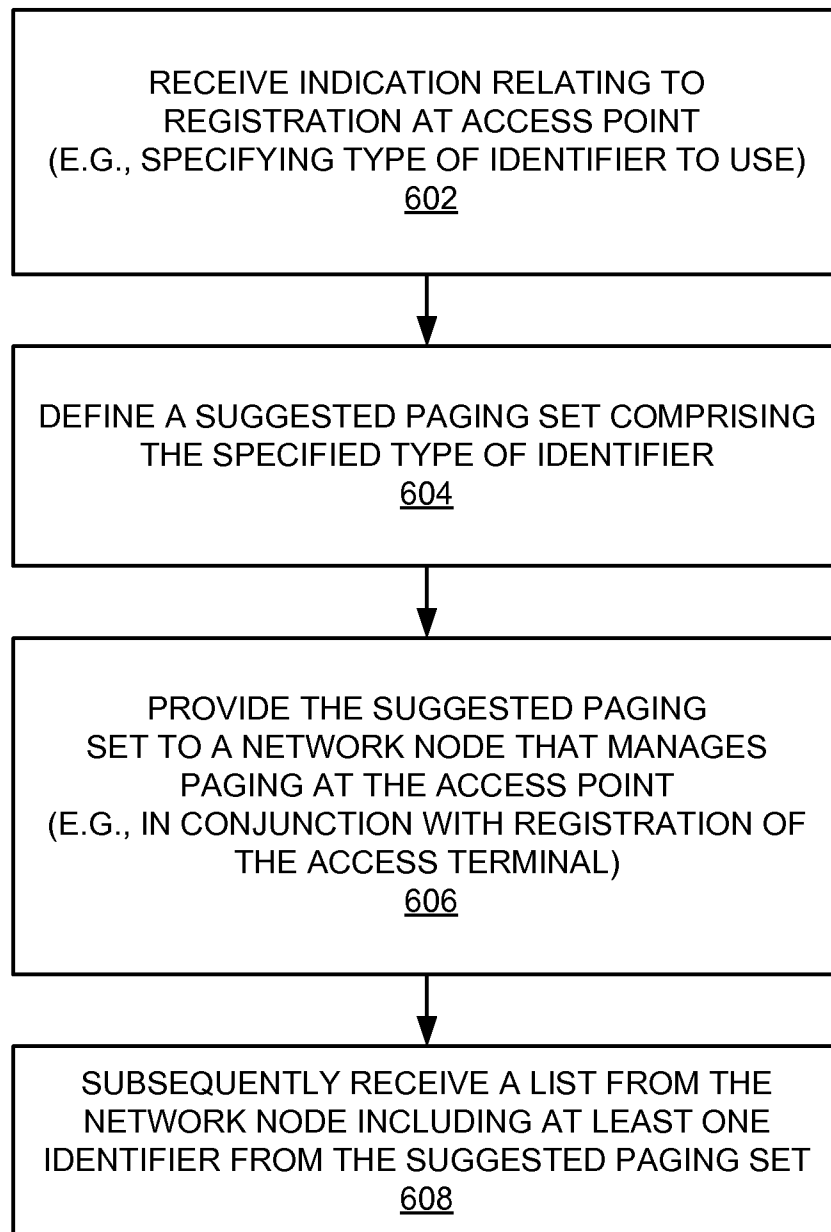 RECEIVE INDICATION RELATING TO
REGISTRATION AT ACCESS POINT
(E.G., SPECIFYING TYPE OF IDENTIFIER TO USE)
602
DEFINE A SUGGESTED PAGING SET COMPRISING
THE SPECIFIED TYPE OF IDENTIFIER
604
PROVIDE THE SUGGESTED PAGING
SET TO A NETWORK NODE THAT MANAGES
PAGING AT THE ACCESS POINT
(E.G., IN CONJUNCTION WITH REGISTRATION OF
THE ACCESS TERMINAL)
606
SUBSEQUENTLY RECEIVE A LIST FROM THE
NETWORK NODE INCLUDING AT LEAST ONE
IDENTIFIER FROM THE SUGGESTED PAGING SET
608